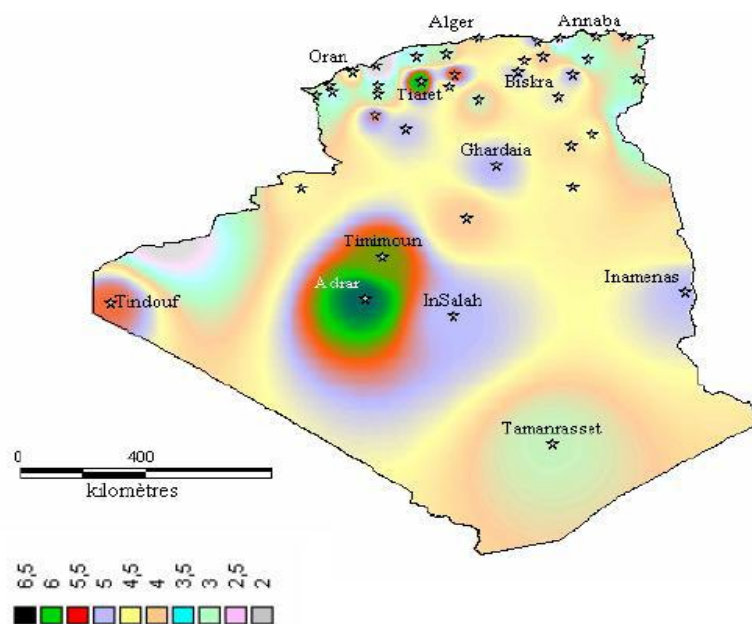 Alger
Annaba
Oran
Tiaret
Biskra
Ghardaia
Timimoun
Adrar
InSalah
Inamenas
Tindouf
Tamanrasset
0 400
kilomètres
6,5 6 5,5 5 4,5 4 3,5 3 2,5 2